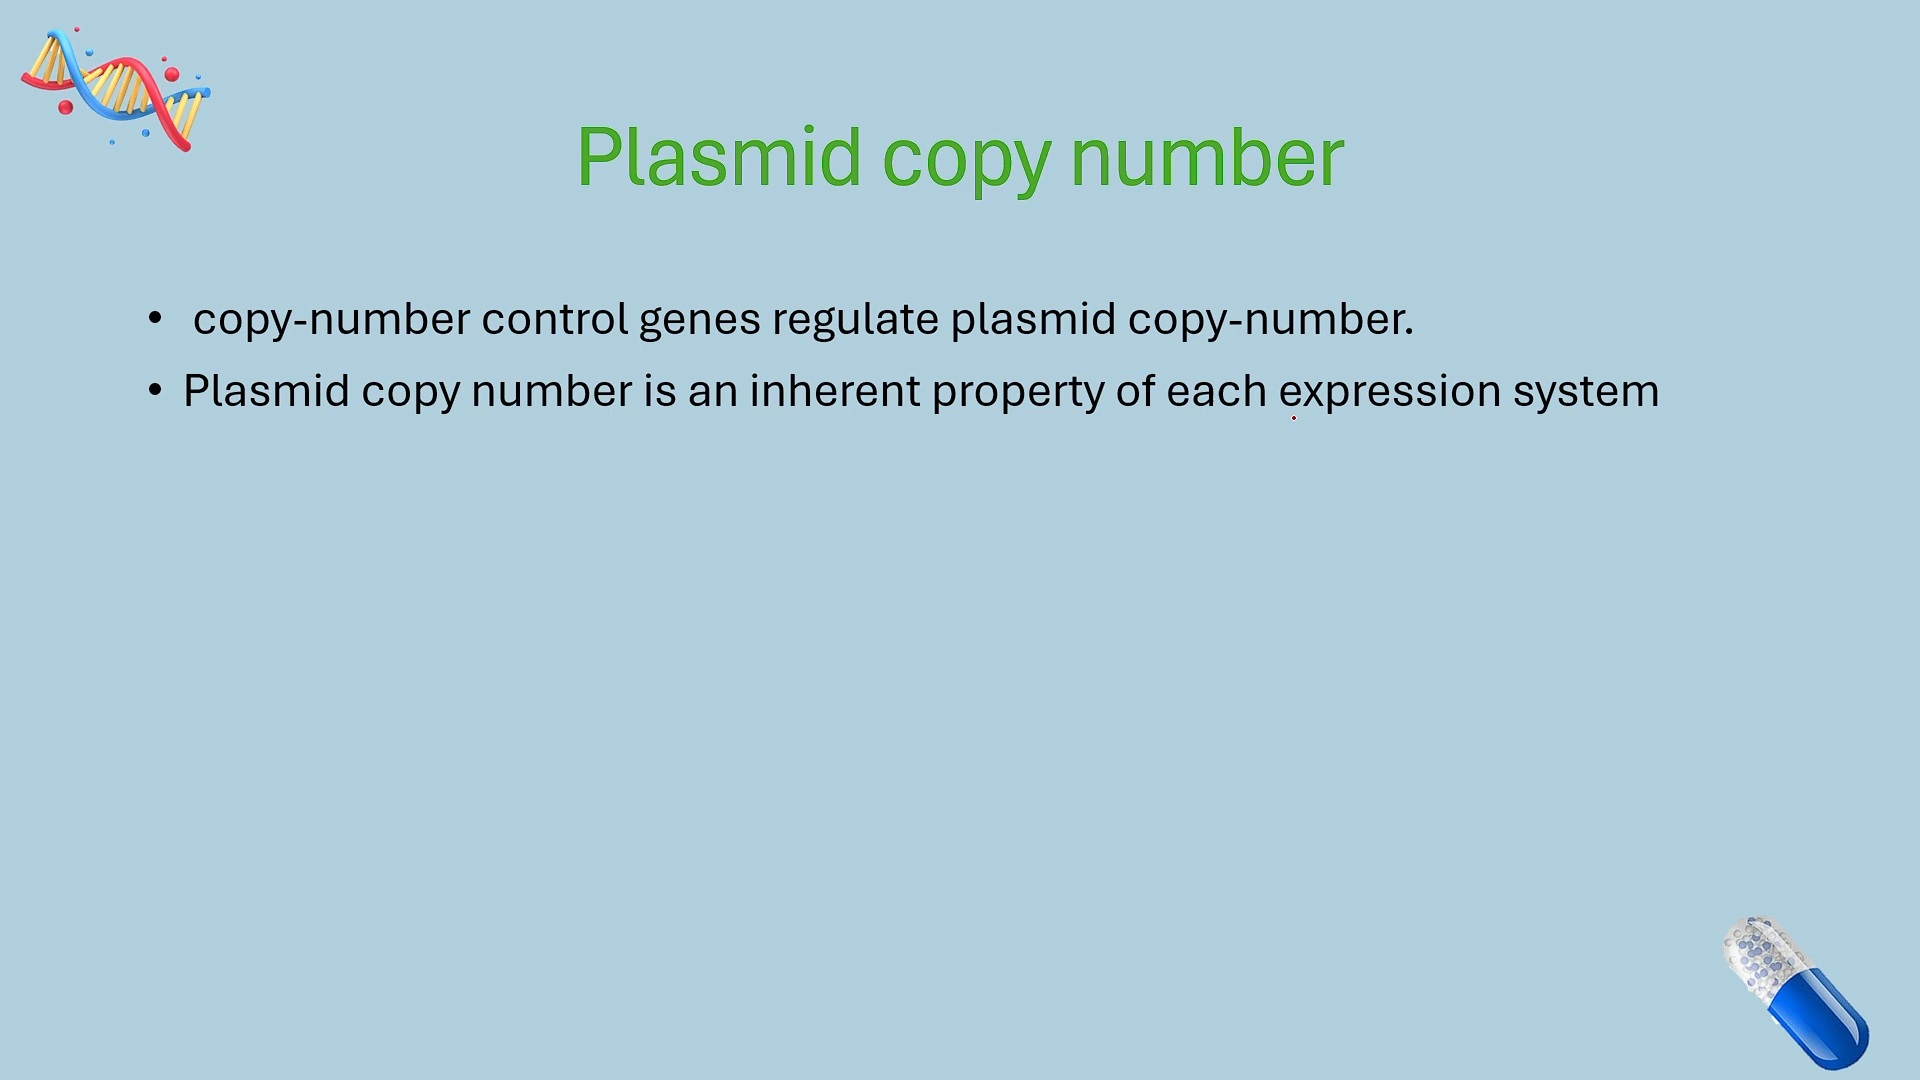 Plasmid copy number
• copy-number control genes regulate plasmid copy-number.
• Plasmid copy number is an inherent property of each expression system